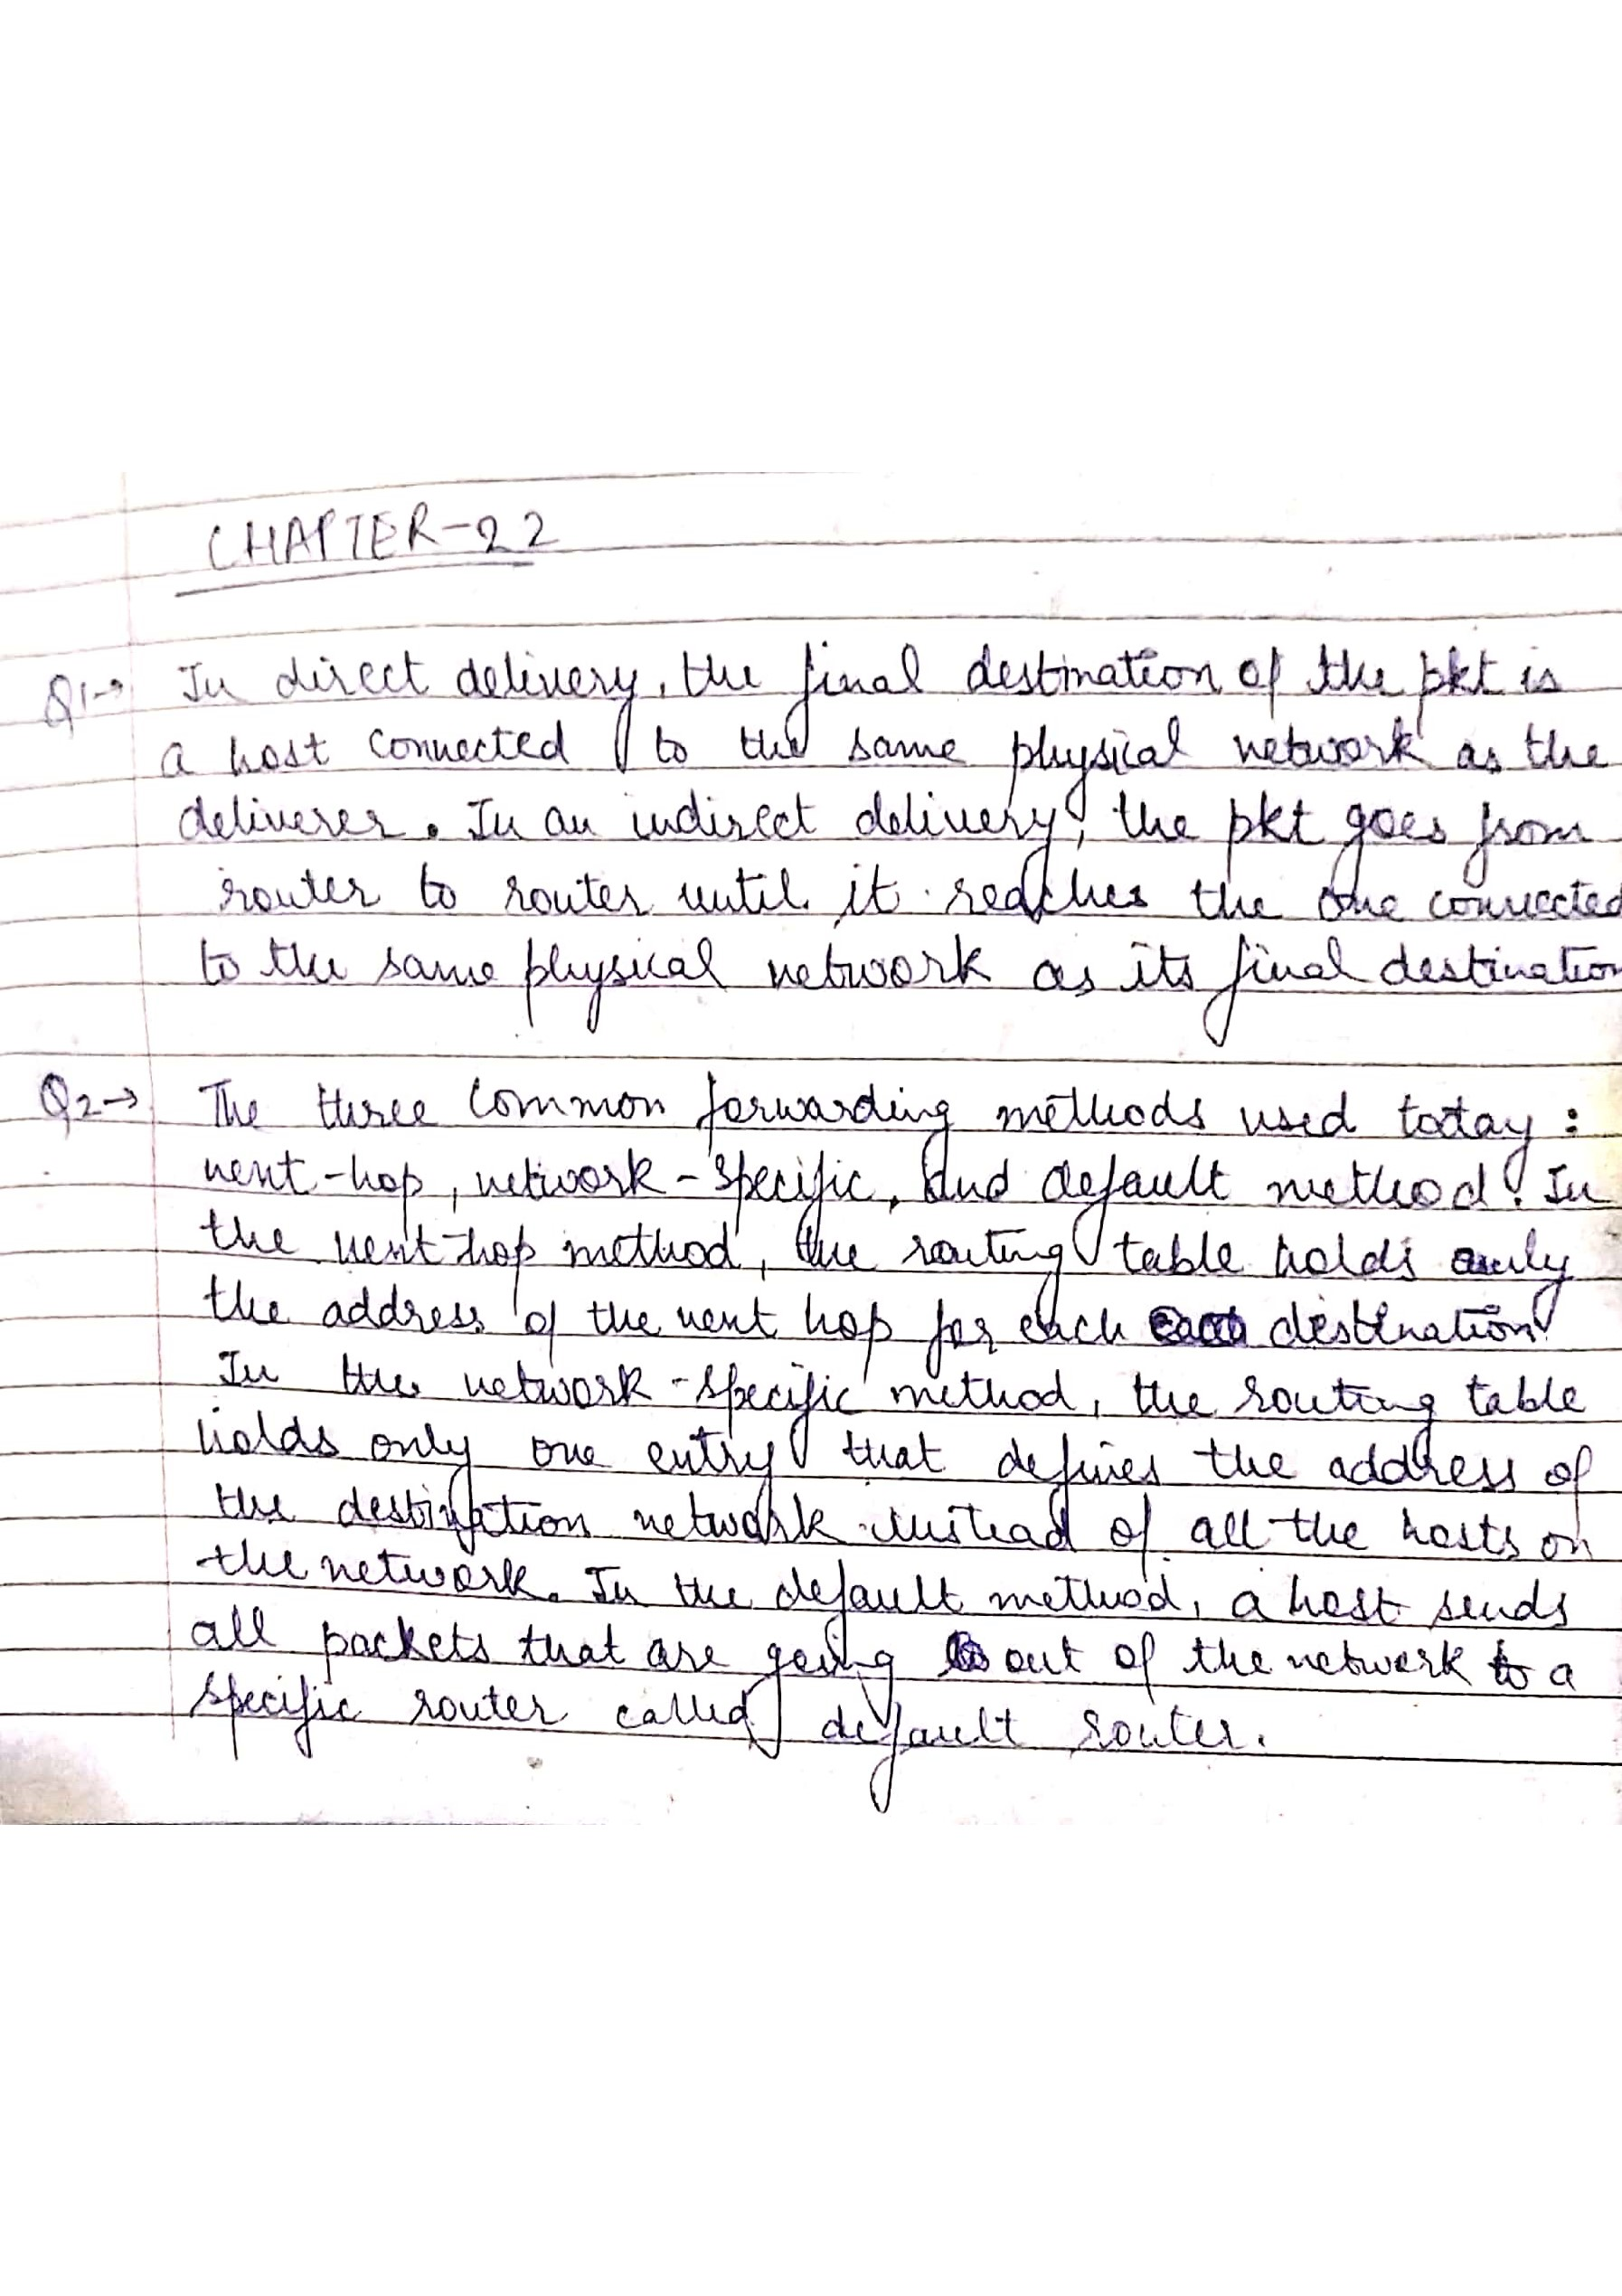 CHAPTER-22
Q1→ In direct delivery, the final destination of the pkt is
a host connected to the same physical network as the
deliverer. In an indirect delivery, the pkt goes from
router to router until it reaches the one connected
to the same physical network as its final destination
Q2→ The three common forwarding methods used today:
next-hop, network-specific, and default method. In
the next-hop method, the routing table holds only
the address of the next hop for each destination
In the network-specific method, the routing table
holds only one entry that defines the address of
the destination network instead of all the hosts on
the network. In the default method, a host sends
all packets that are going out of the network to a
specific router called default router.